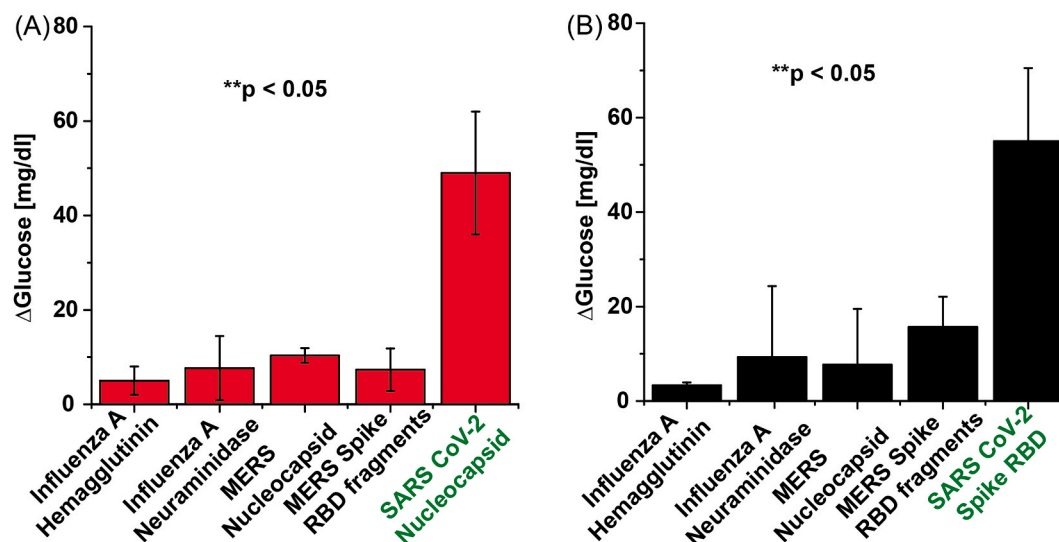 (A)
80
60
40
20
0
ΔGlucose [mg/dl]
**p < 0.05
Influenza A
Hemagglutinin
Influenza A
Neuraminidase
MERS
Nucleocapsid
MERS Spike
RBD fragments
SARS CoV-2
Nucleocapsid
(B)
80
60
40
20
0
ΔGlucose [mg/dl]
**p < 0.05
Influenza A
Hemagglutinin
Influenza A
Neuraminidase
MERS
Nucleocapsid
MERS Spike
RBD fragments
SARS CoV-2
Spike RBD